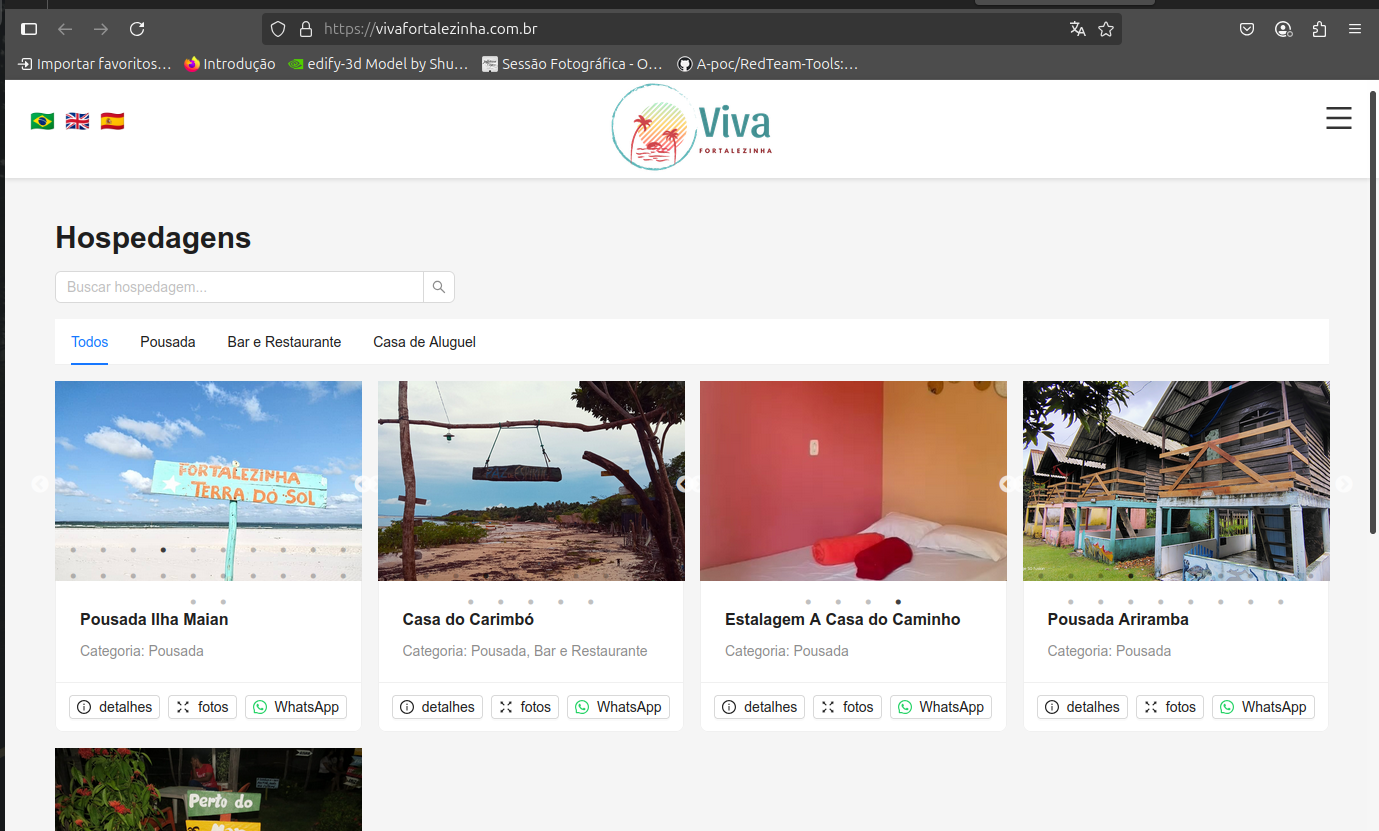 https://vivafortalezinha.com.br
Importar favoritos...
Introdução
edify-3d Model by Shu...
Sessão Fotográfica - O...
A-poc/RedTeam-Tools:...
Viva
FORTALEZINHA
Hospedagens
Buscar hospedagem...
Todos
Pousada
Bar e Restaurante
Casa de Aluguel
FORTALEZINHA
TERRA DO SOL
Pousada Ilha Maian
Categoria: Pousada
detalhes
fotos
WhatsApp
Casa do Carimbó
Categoria: Pousada, Bar e Restaurante
detalhes
fotos
WhatsApp
Estalagem A Casa do Caminho
Categoria: Pousada
detalhes
fotos
WhatsApp
Pousada Ariramba
Categoria: Pousada
detalhes
fotos
WhatsApp
Perto do
Mar